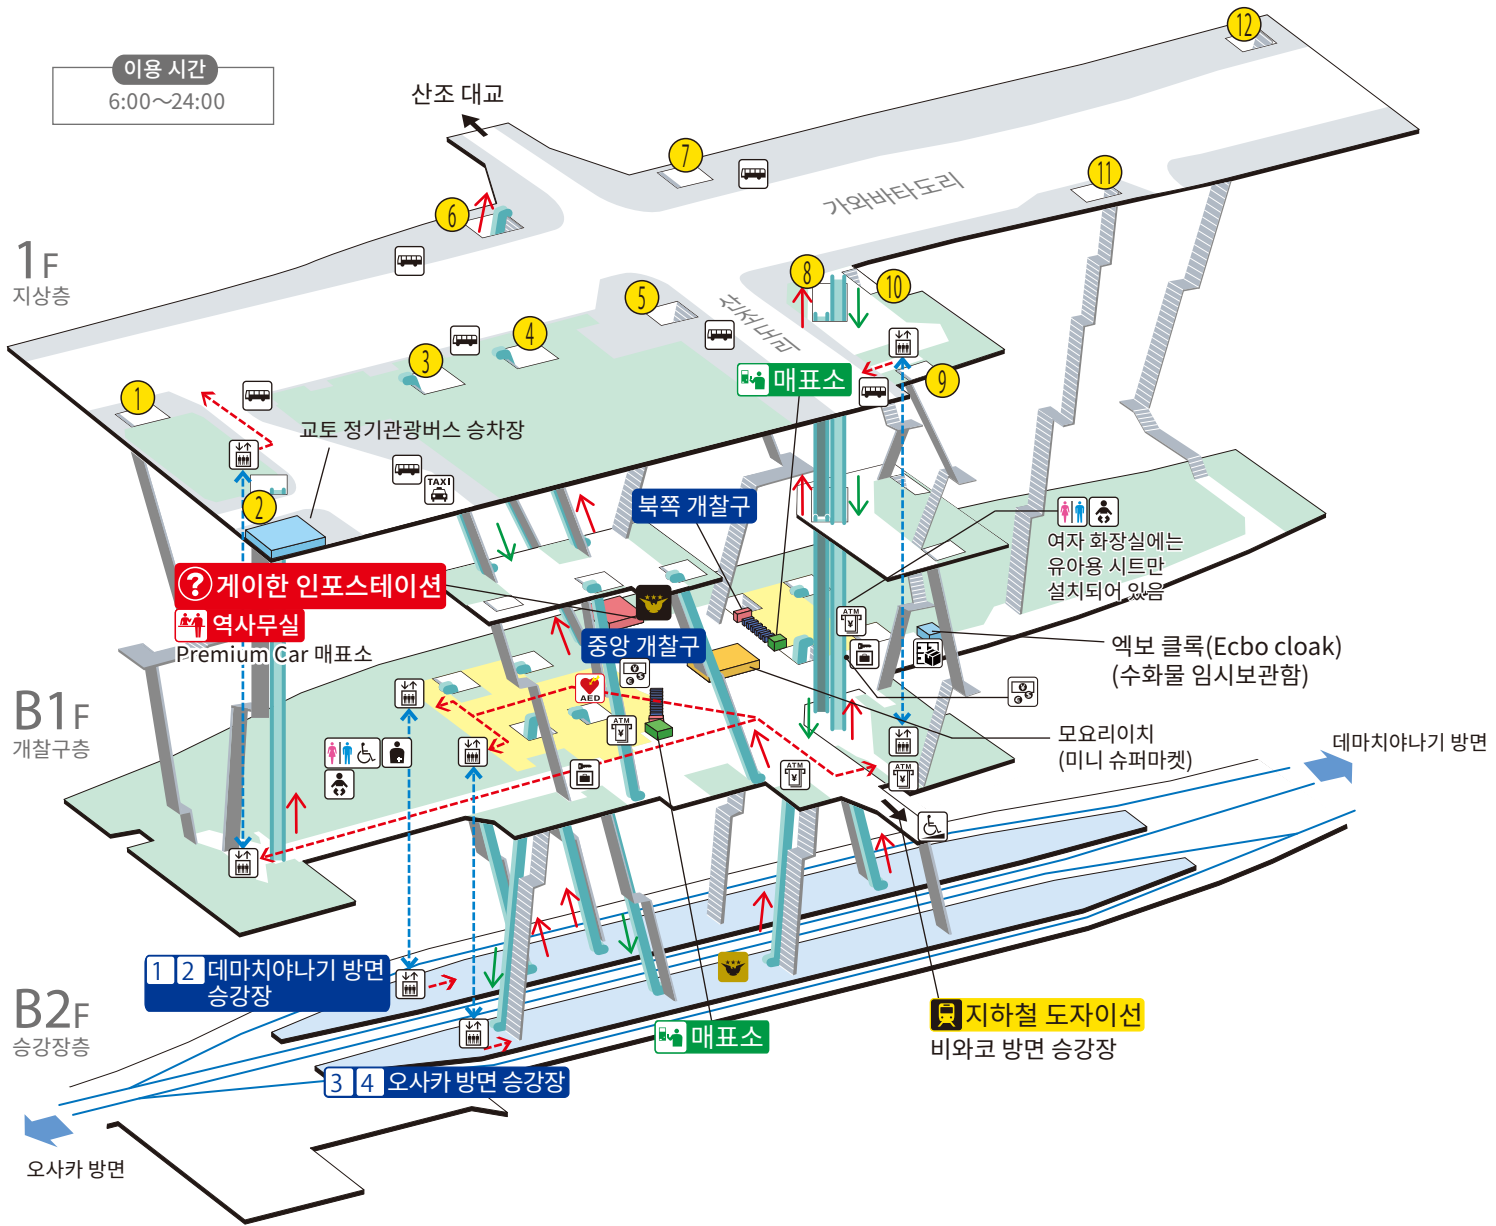 이용 시간
6:00〜24:00
산조 대교
12
7
11
6
가와바타도리
1F
지상층
8
10
5
산조도리
4
3
9
매표소
1
교토 정기관광버스 승차장
TAXI
2
북쪽 개찰구
여자 화장실에는
유아용 시트만
설치되어 있음
? 게이한 인포스테이션
역사무실
Premium Car 매표소
중앙 개찰구
ATM
엑보 클록(Ecbo cloak)
(수화물 임시보관함)
AED
ATM
B1F
개찰구층
모요리이치
(미니 슈퍼마켓)
데마치야나기 방면
ATM
ATM
1 2 데마치야나기 방면
승강장
B2F
승강장층
지하철 도자이선
비와코 방면 승강장
매표소
3 4 오사카 방면 승강장
오사카 방면